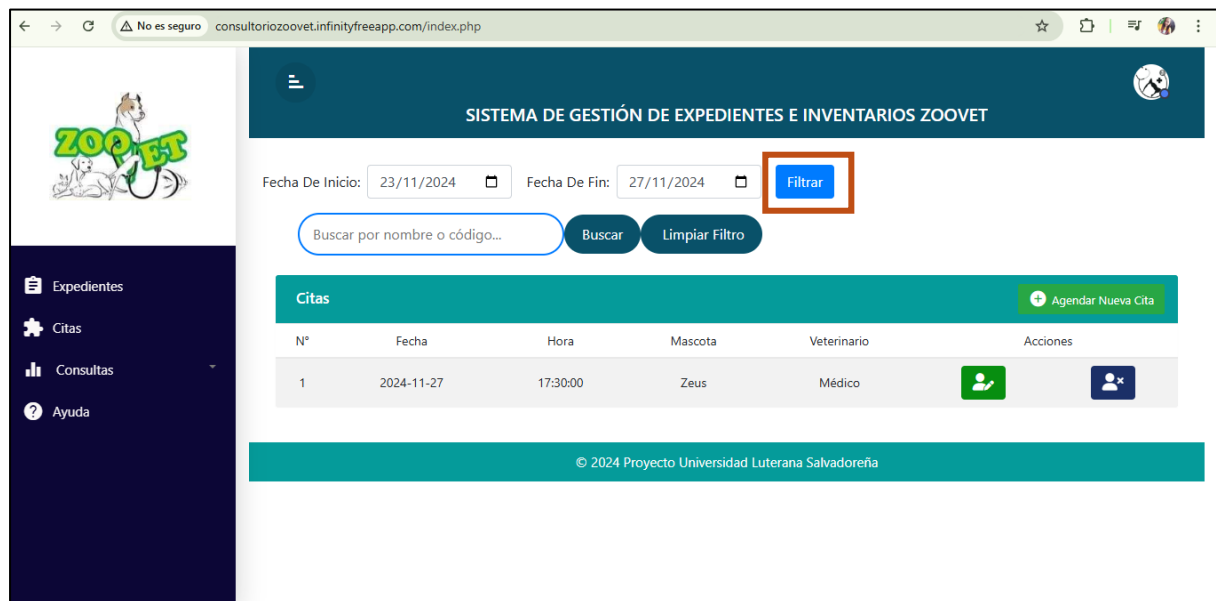 No es seguro consultoriozoovet.infinityfreeapp.com/index.php
ZOOVET
SISTEMA DE GESTIÓN DE EXPEDIENTES E INVENTARIOS ZOOVET
Fecha De Inicio: 23/11/2024 Fecha De Fin: 27/11/2024 Filtrar
Buscar por nombre o código... Buscar Limpiar Filtro
Expedientes
Citas
Consultas
Ayuda
Citas Agendar Nueva Cita
N° Fecha Hora Mascota Veterinario Acciones
1 2024-11-27 17:30:00 Zeus Médico
© 2024 Proyecto Universidad Luterana Salvadoreña